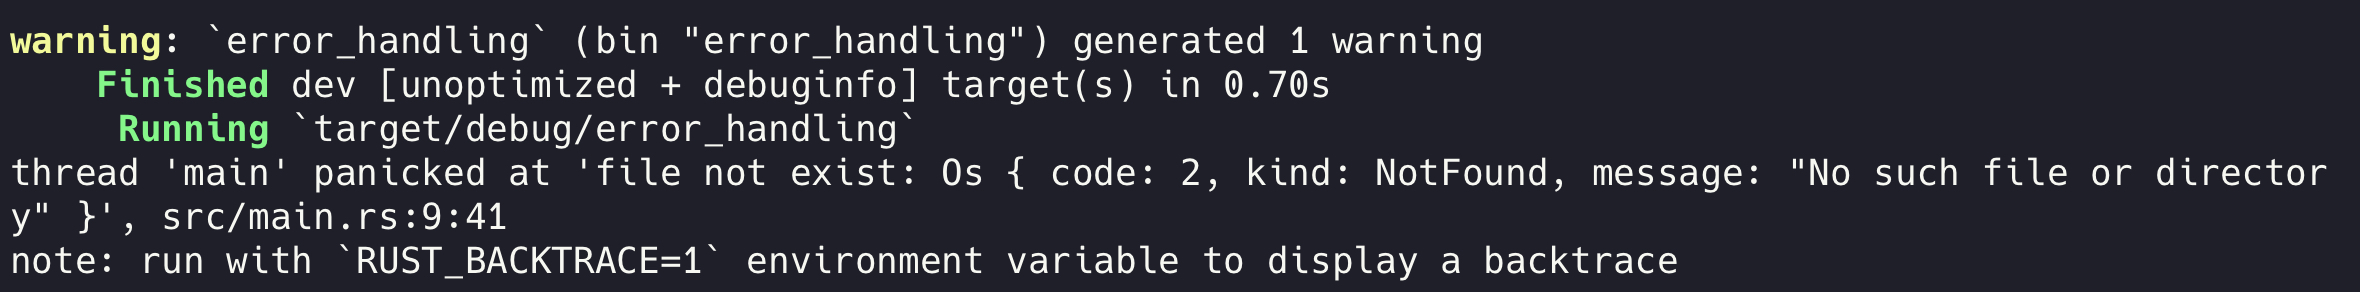 warning: `error_handling` (bin "error_handling") generated 1 warning
    Finished dev [unoptimized + debuginfo] target(s) in 0.70s
     Running `target/debug/error_handling`
thread 'main' panicked at 'file not exist: Os { code: 2, kind: NotFound, message: "No such file or director
y" }', src/main.rs:9:41
note: run with `RUST_BACKTRACE=1` environment variable to display a backtrace